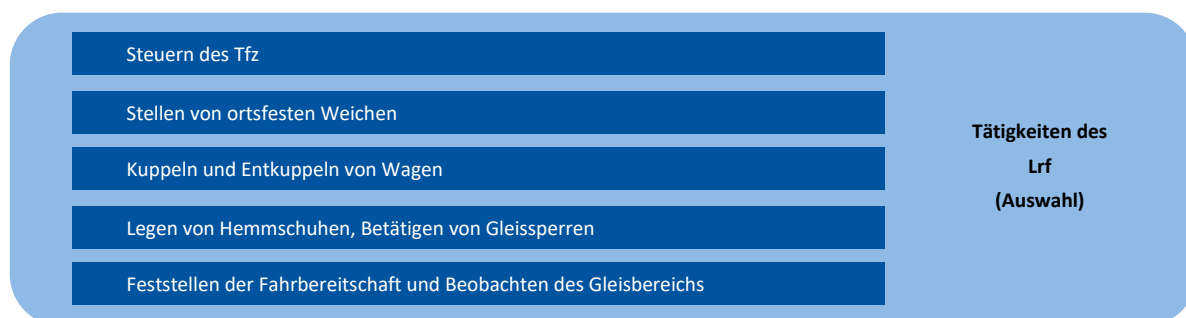 Steuern des Tfz
Stellen von ortsfesten Weichen
Kuppeln und Entkuppeln von Wagen
Legen von Hemmschuhen, Betätigen von Gleissperren
Feststellen der Fahrbereitschaft und Beobachten des Gleisbereichs
Tätigkeiten des
Lrf
(Auswahl)